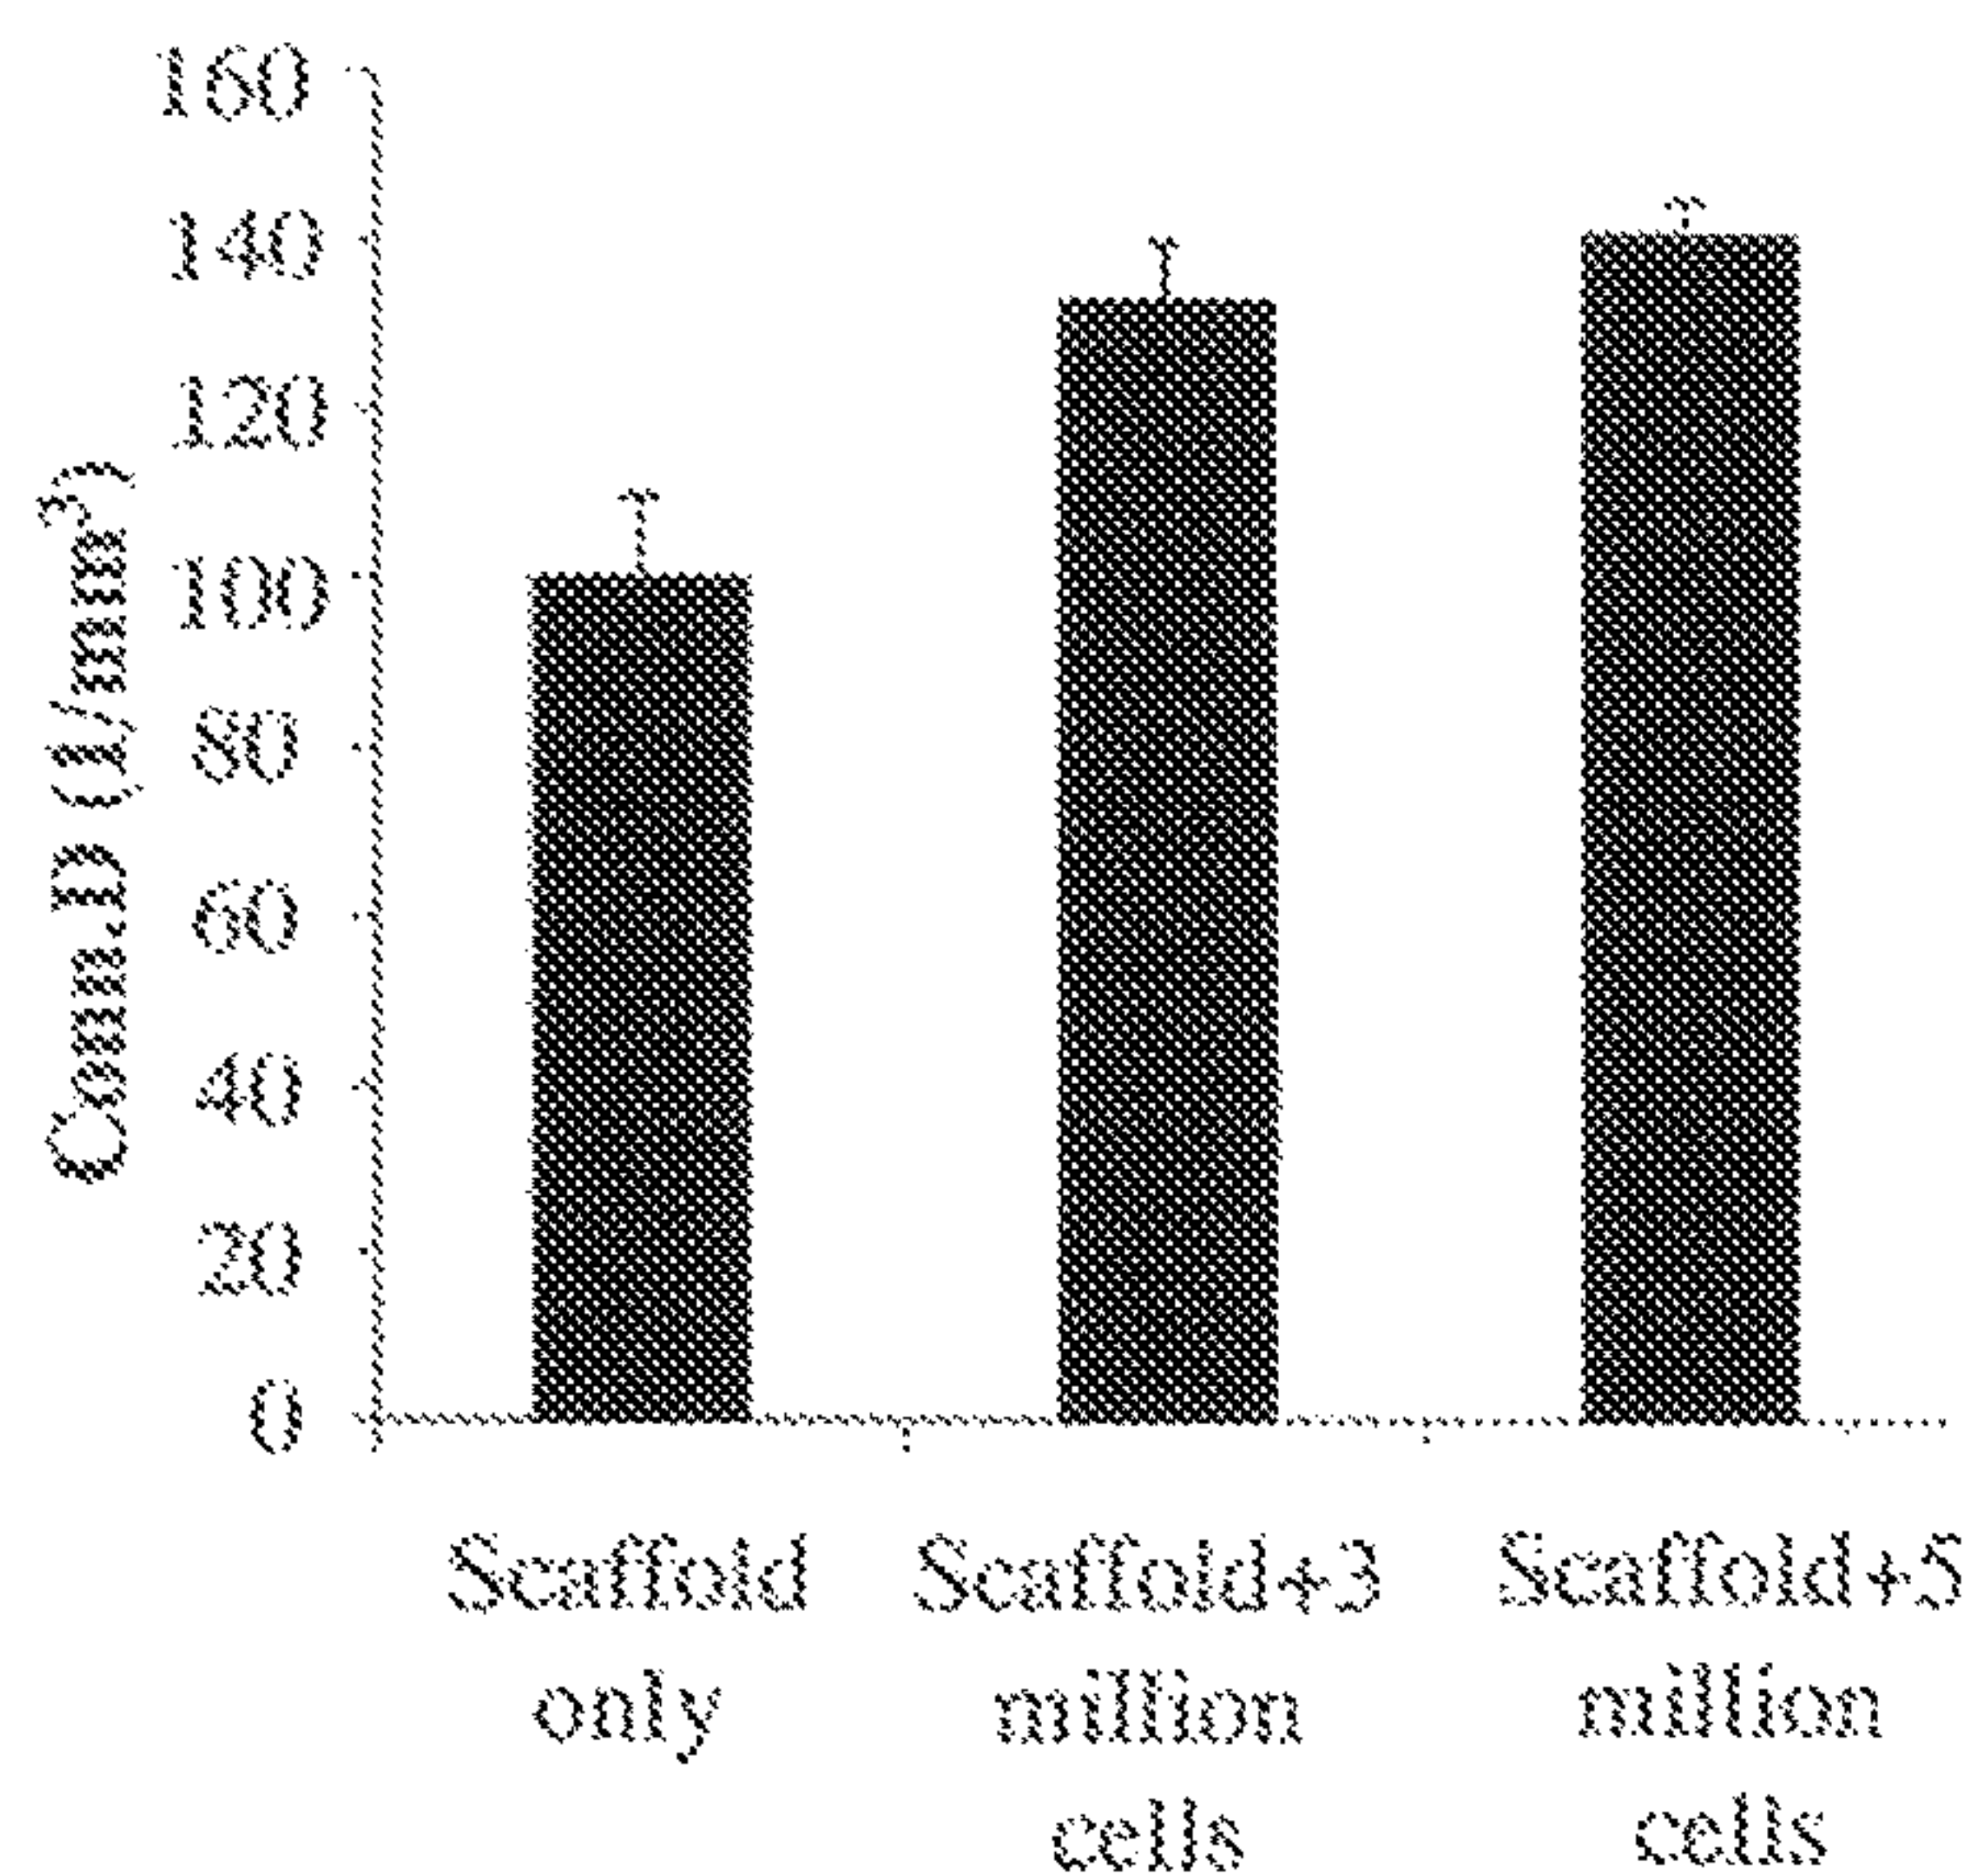 160
140
120
100
80
60
40
20
0
Conn.D (1/mm³)
Scaffold only
Scaffold+3 million cells
Scaffold+5 million cells